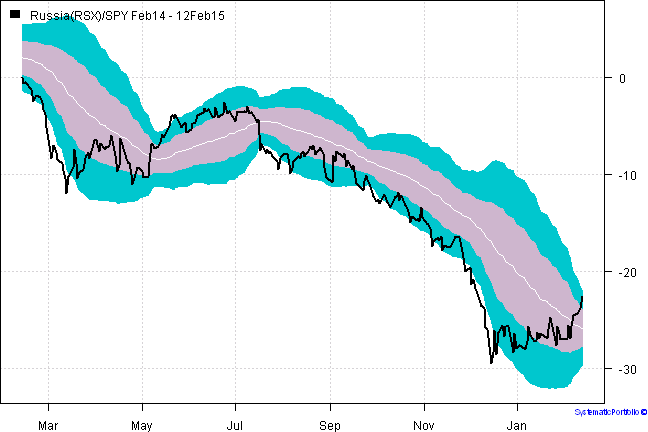 Russia(RSX)/SPY Feb14 - 12Feb15
0
-10
-20
-30
Mar May Jul Sep Nov Jan
SystematicPortfolio ©